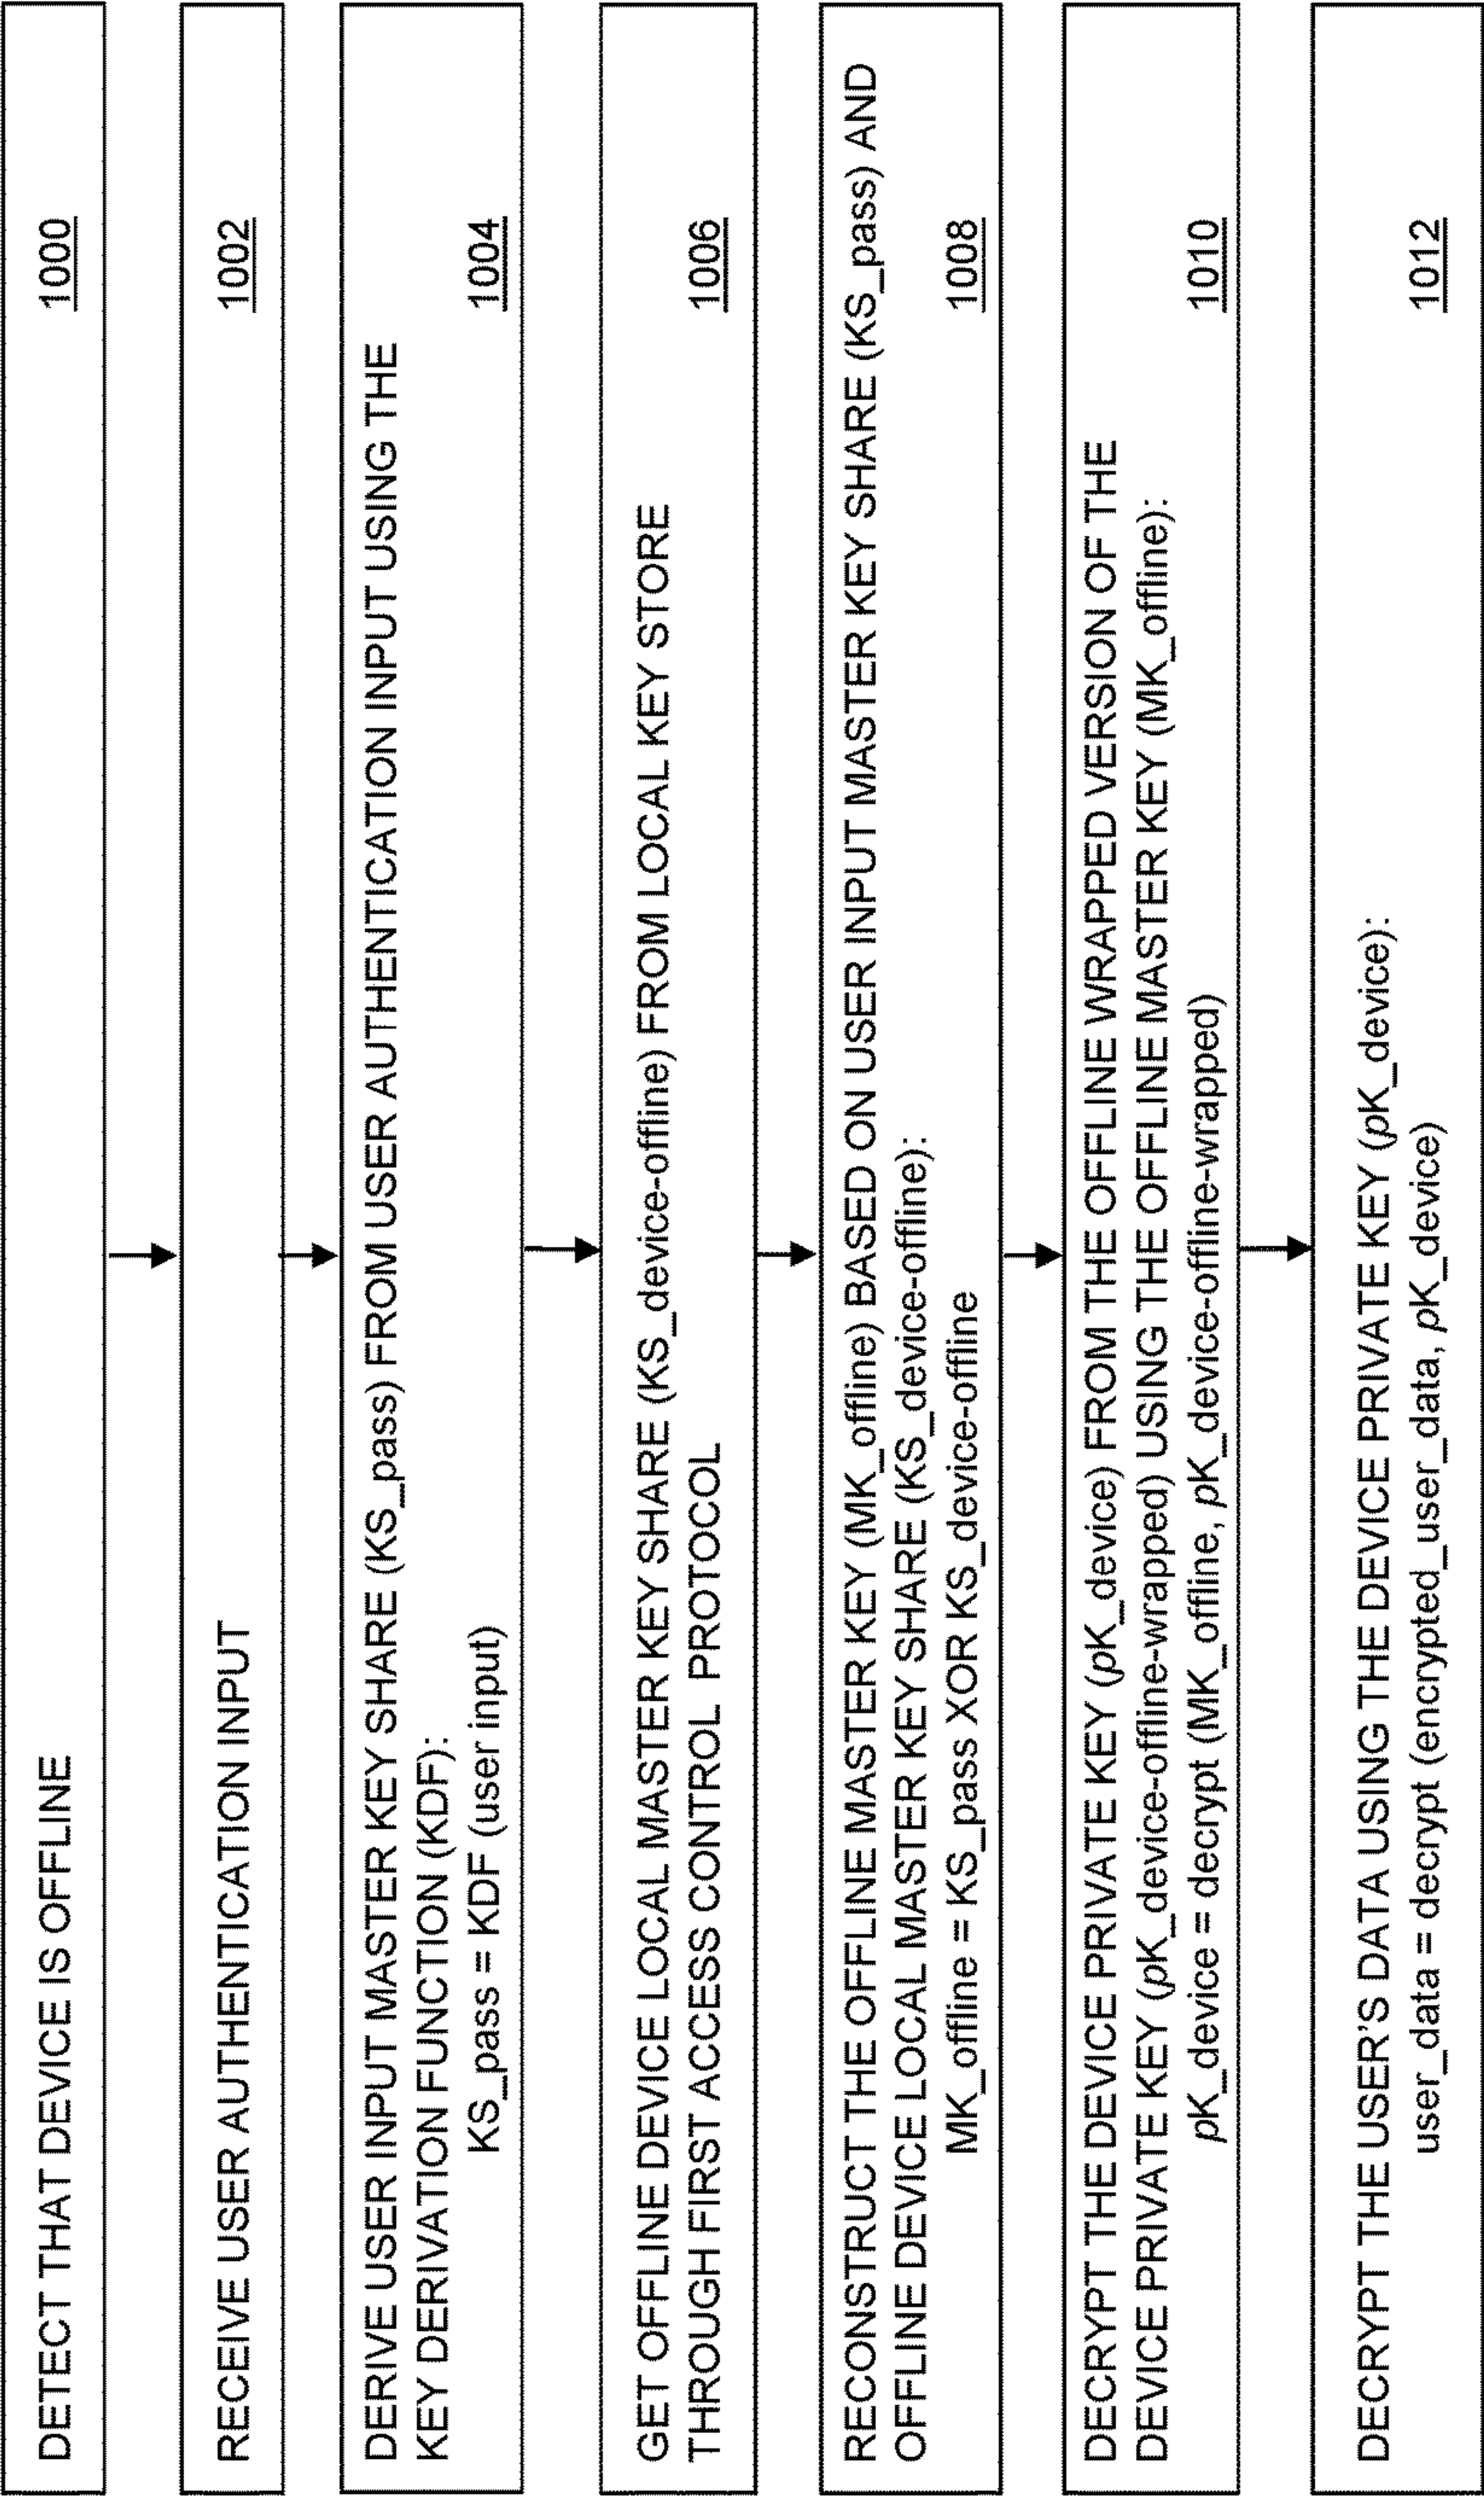 DETECT THAT DEVICE IS OFFLINE
1000
RECEIVE USER AUTHENTICATION INPUT
1002
DERIVE USER INPUT MASTER KEY SHARE (KS_pass) FROM USER AUTHENTICATION INPUT USING THE
KEY DERIVATION FUNCTION (KDF):
KS_pass = KDF (user input)
1004
GET OFFLINE DEVICE LOCAL MASTER KEY SHARE (KS_device-offline) FROM LOCAL KEY STORE
THROUGH FIRST ACCESS CONTROL PROTOCOL
1006
RECONSTRUCT THE OFFLINE MASTER KEY (MK_offline) BASED ON USER INPUT MASTER KEY SHARE (KS_pass) AND
OFFLINE DEVICE LOCAL MASTER KEY SHARE (KS_device-offline):
MK_offline = KS_pass XOR KS_device-offline
1008
DECRYPT THE DEVICE PRIVATE KEY (pK_device) FROM THE OFFLINE WRAPPED VERSION OF THE
DEVICE PRIVATE KEY (pK_device-offline-wrapped) USING THE OFFLINE MASTER KEY (MK_offline):
pK_device = decrypt (MK_offline, pK_device-offline-wrapped)
1010
DECRYPT THE USER'S DATA USING THE DEVICE PRIVATE KEY (pK_device):
user_data = decrypt (encrypted_user_data, pK_device)
1012